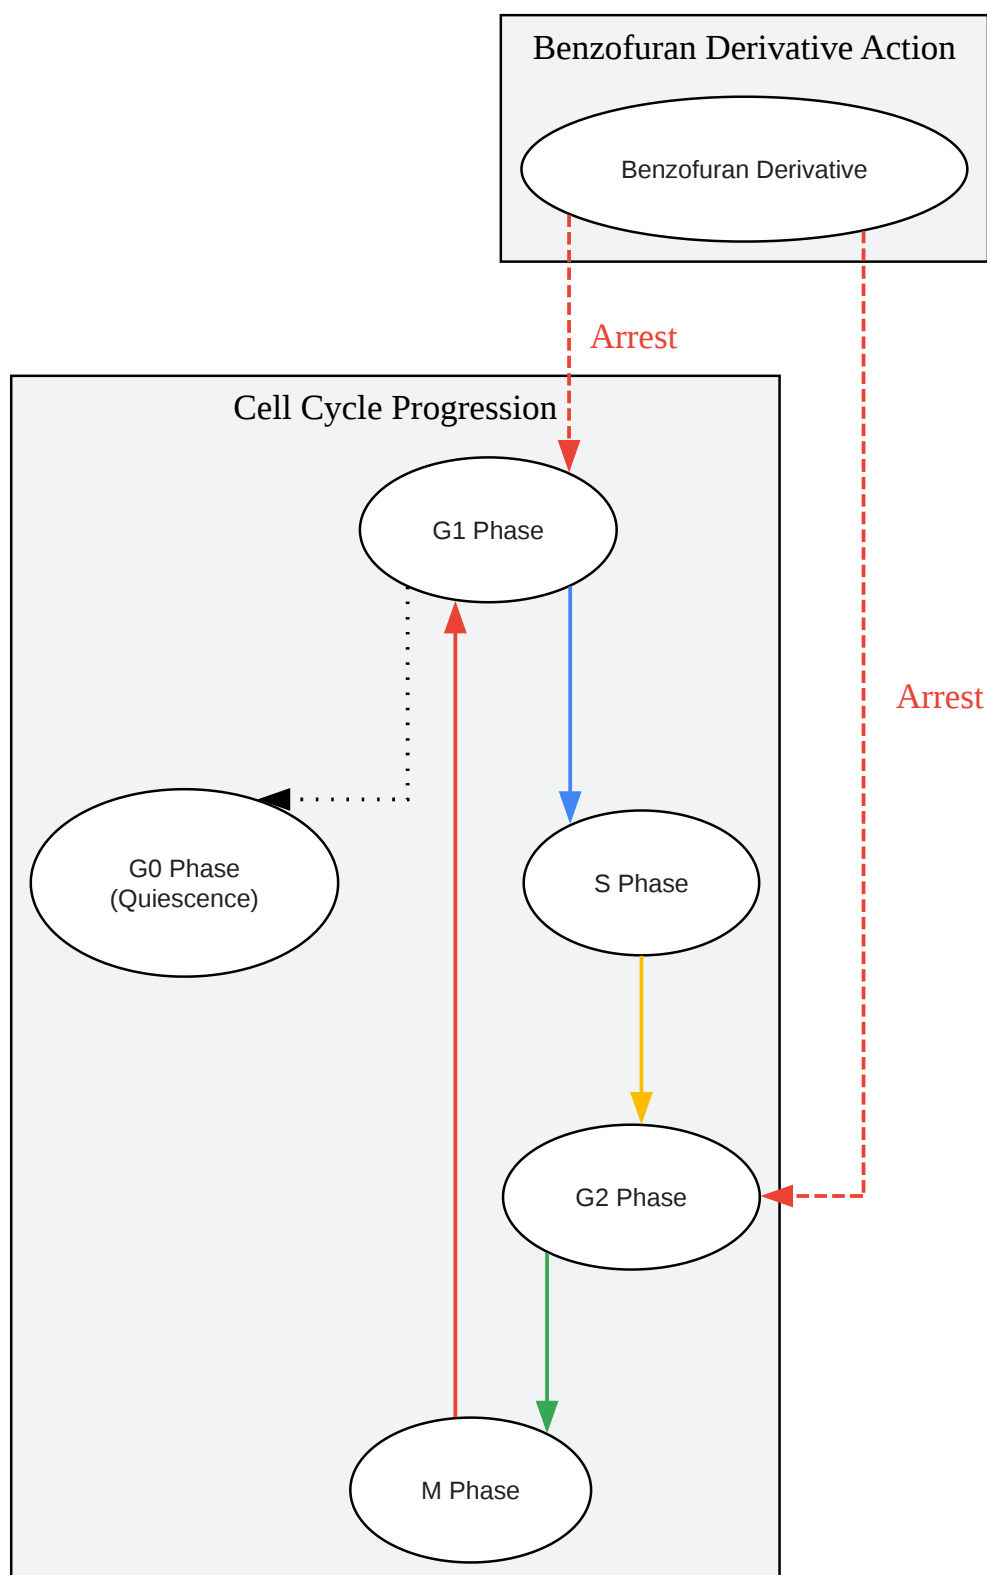 Benzofuran Derivative Action
Benzofuran Derivative
Arrest
Cell Cycle Progression
G1 Phase
Arrest
G0 Phase
(Quiescence)
S Phase
G2 Phase
M Phase